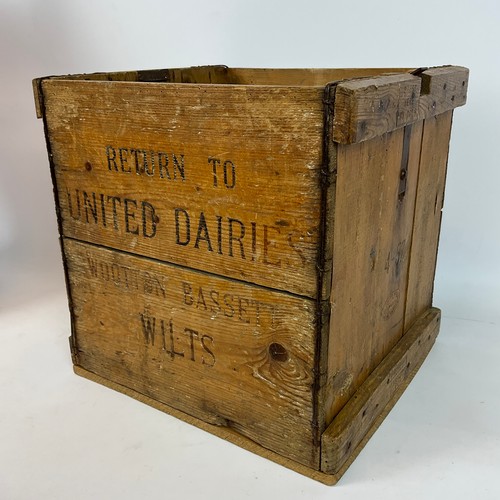 RETURN TO
UNITED DAIRIES
WOOTTON BASSETT
WILTS